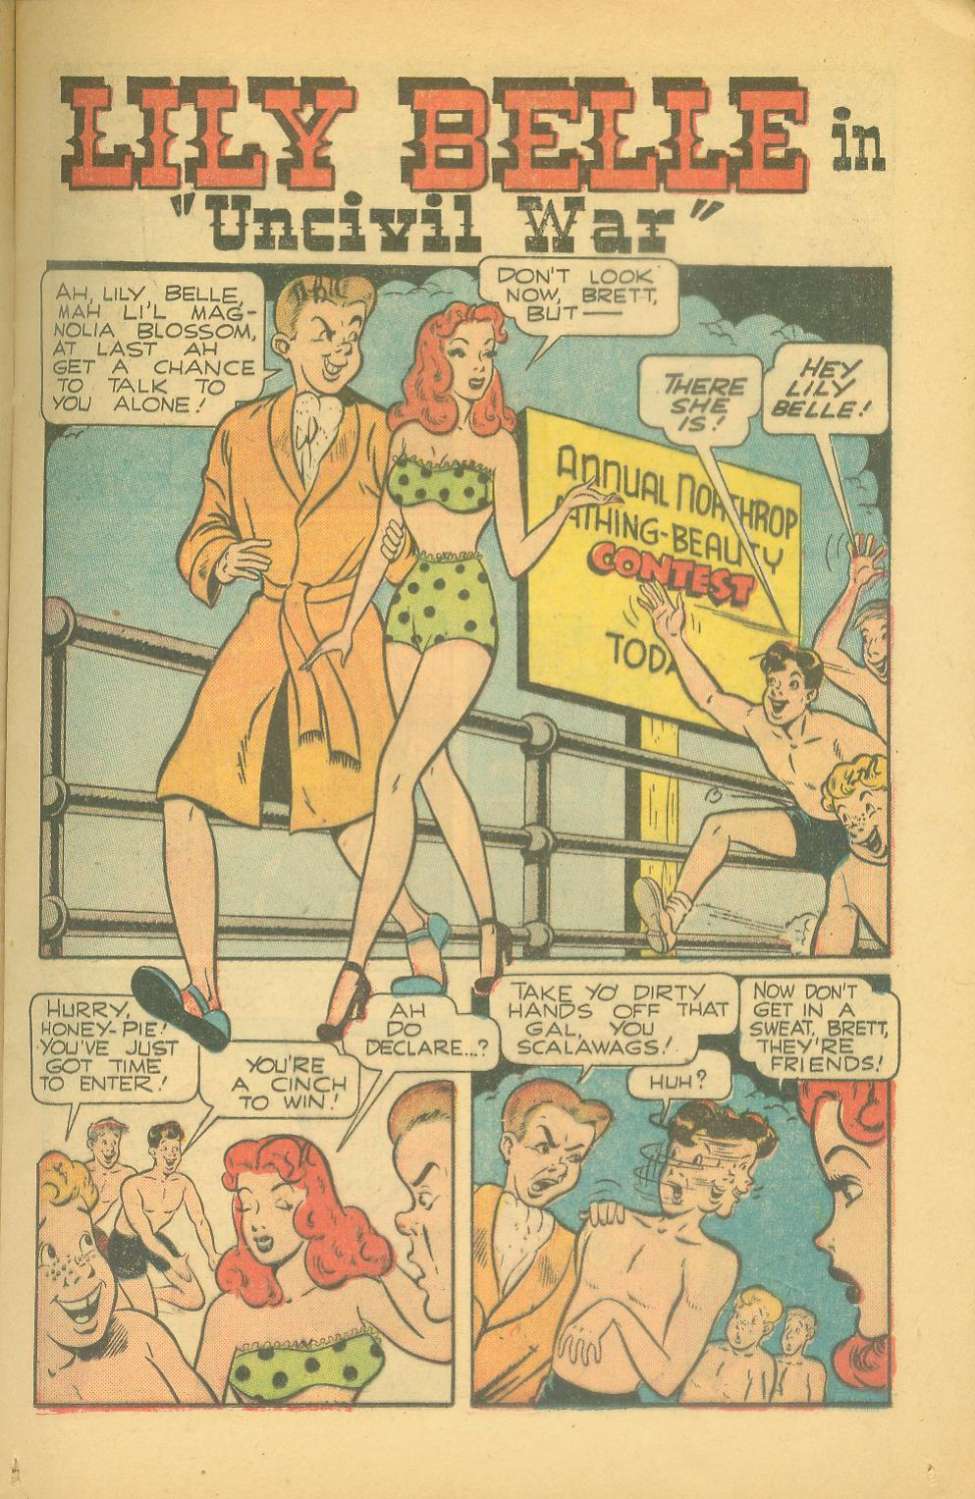 LILY BELLE in
"Uncivil War"
AH, LILY, BELLE,
MAH LI'L MAG-
NOLIA BLOSSOM,
AT LAST AH
GET A CHANCE
TO TALK TO
YOU ALONE!
DON'T LOOK
NOW, BRETT,
BUT —
THERE
SHE
IS!
HEY
LILY
BELLE!
ANNUAL NORTHROP
ATHING-BEAUTY
CONTEST
TODA
HURRY,
HONEY-PIE!
YOU'VE JUST
GOT TIME
TO ENTER!
YOU'RE
A CINCH
TO WIN!
AH
DO
DECLARE...?
TAKE YO' DIRTY
HANDS OFF THAT
GAL, YOU
SCALAWAGS!
HUH?
NOW DON'T
GET IN A
SWEAT, BRETT,
THEY'RE
FRIENDS!